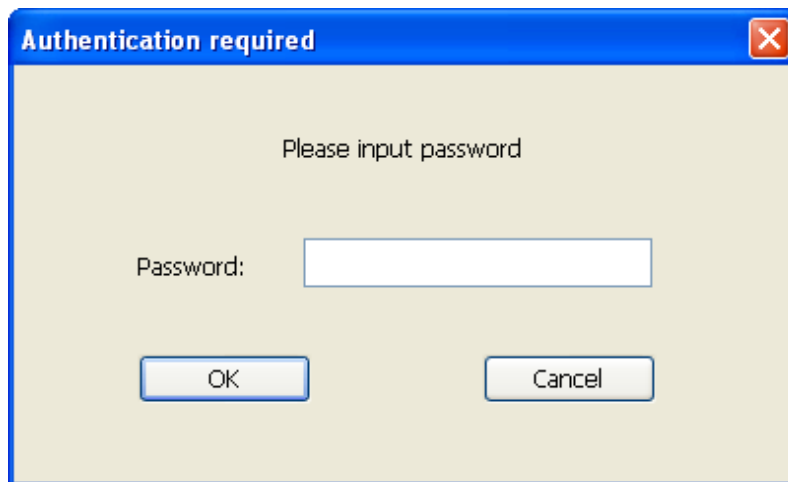 Authentication required
Please input password
Password:
OK Cancel